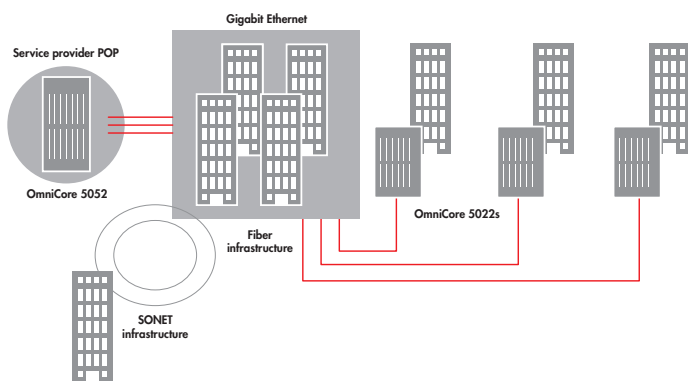 Gigabit Ethernet
Service provider POP
OmniCore 5052
OmniCore 5022s
Fiber
infrastructure
SONET
infrastructure